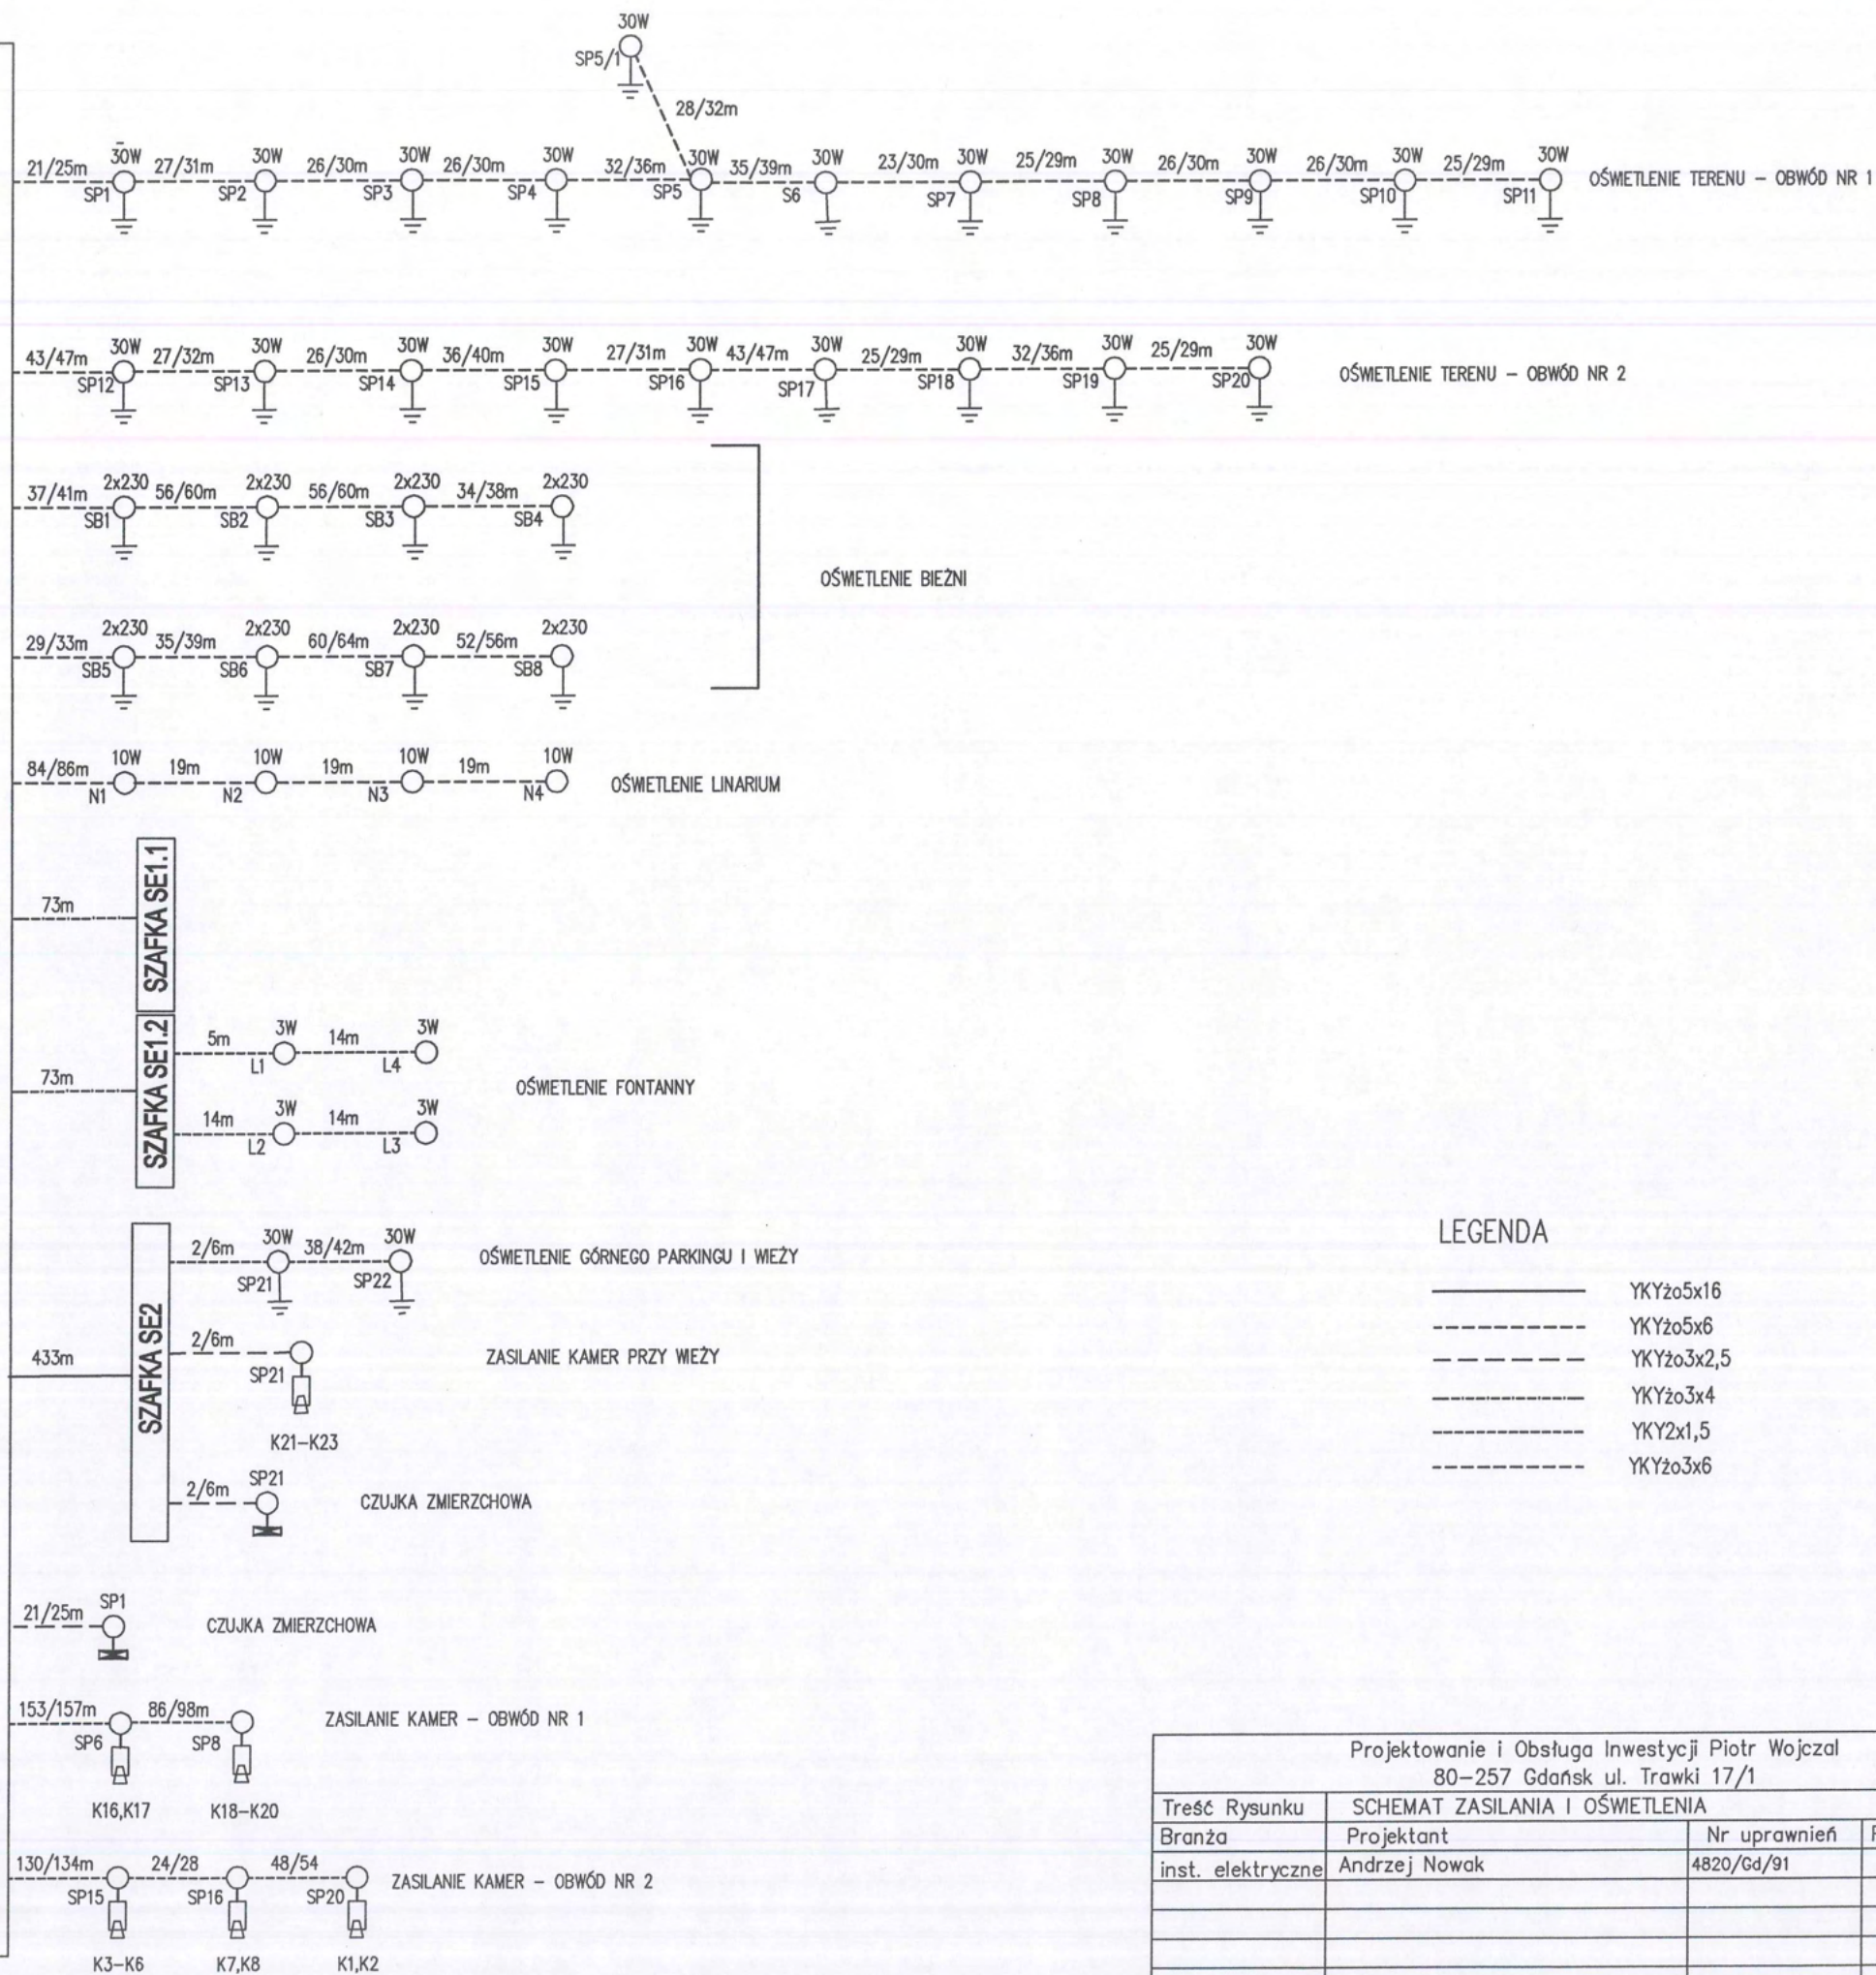 30W
SP5/1
28/32m
21/25m 30W 27/31m 30W 26/30m 30W 26/30m 30W 32/36m 30W 35/39m 30W 23/30m 30W 25/29m 30W 26/30m 30W 26/30m 30W 25/29m 30W
SP1 SP2 SP3 SP4 SP5 S6 SP7 SP8 SP9 SP10 SP11
OŚWIETLENIE TERENU – OBWÓD NR 1
43/47m 30W 27/32m 30W 26/30m 30W 36/40m 30W 27/31m 30W 43/47m 30W 25/29m 30W 32/36m 30W 25/29m 30W
SP12 SP13 SP14 SP15 SP16 SP17 SP18 SP19 SP20
OŚWIETLENIE TERENU – OBWÓD NR 2
37/41m 2x230 56/60m 2x230 56/60m 2x230 34/38m 2x230
SB1 SB2 SB3 SB4
OŚWIETLENIE BIEŻNI
29/33m 2x230 35/39m 2x230 60/64m 2x230 52/56m 2x230
SB5 SB6 SB7 SB8
84/86m 10W 19m 10W 19m 10W 19m 10W
N1 N2 N3 N4
OŚWIETLENIE LINARIUM
73m
SZAFKA SE1.1
73m
SZAFKA SE1.2
5m 3W 14m 3W
L1 L4
OŚWIETLENIE FONTANNY
14m 3W 14m 3W
L2 L3
433m
SZAFKA SE2
2/6m 30W 38/42m 30W
SP21 SP22
OŚWIETLENIE GÓRNEGO PARKINGU I WIEŻY
2/6m
SP21
ZASILANIE KAMER PRZY WIEŻY
K21–K23
2/6m SP21
CZUJKA ZMIERZCHOWA
21/25m SP1
CZUJKA ZMIERZCHOWA
153/157m 86/98m
SP6 SP8
ZASILANIE KAMER – OBWÓD NR 1
K16,K17 K18–K20
130/134m 24/28 48/54
SP15 SP16 SP20
ZASILANIE KAMER – OBWÓD NR 2
K3–K6 K7,K8 K1,K2
LEGENDA
YKYżo5x16
YKYżo5x6
YKYżo3x2,5
YKYżo3x4
YKY2x1,5
YKYżo3x6
Projektowanie i Obsługa Inwestycji Piotr Wojczal
80–257 Gdańsk ul. Trawki 17/1
Treść Rysunku SCHEMAT ZASILANIA I OŚWIETLENIA
Branża Projektant Nr uprawnień
inst. elektryczne Andrzej Nowak 4820/Gd/91